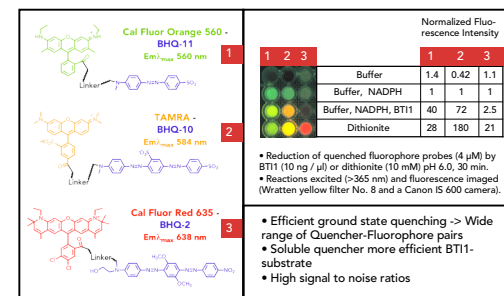 Cal Fluor Orange 560 -
BHQ-11
Emλmax 560 nm
1
Linker
TAMRA -
BHQ-10
Emλmax 584 nm
2
Linker
Cal Fluor Red 635 -
BHQ-2
Emλmax 638 nm
3
Linker
Normalized Fluo-
rescence Intensity
1 2 3 1 2 3
Buffer 1.4 0.42 1.1
Buffer, NADPH 1 1 1
Buffer, NADPH, BTI1 40 72 2.5
Dithionite 28 180 21
• Reduction of quenched fluorophore probes (4 μM) by
BTI1 (10 ng / μl) or dithionite (10 mM) pH 6.0, 30 min.
• Reactions excited (>365 nm) and fluorescence imaged
(Wratten yellow filter No. 8 and a Canon IS 600 camera).
• Efficient ground state quenching -> Wide
range of Quencher-Fluorophore pairs
• Soluble quencher more efficient BTI1-
substrate
• High signal to noise ratios